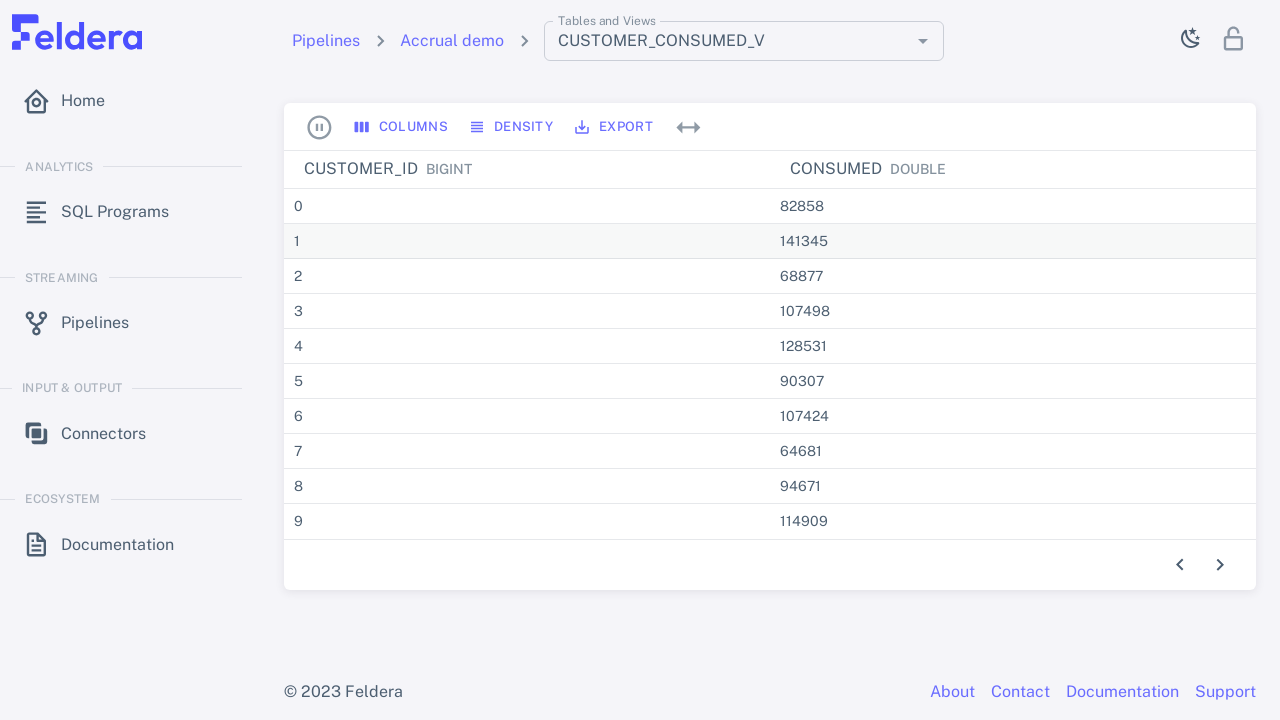 Feldera
Pipelines > Accrual demo >
Tables and Views
CUSTOMER_CONSUMED_V
Home
ANALYTICS
SQL Programs
STREAMING
Pipelines
INPUT & OUTPUT
Connectors
ECOSYSTEM
Documentation
COLUMNS DENSITY EXPORT
CUSTOMER_ID BIGINT CONSUMED DOUBLE
0 82858
1 141345
2 68877
3 107498
4 128531
5 90307
6 107424
7 64681
8 94671
9 114909
© 2023 Feldera
About Contact Documentation Support